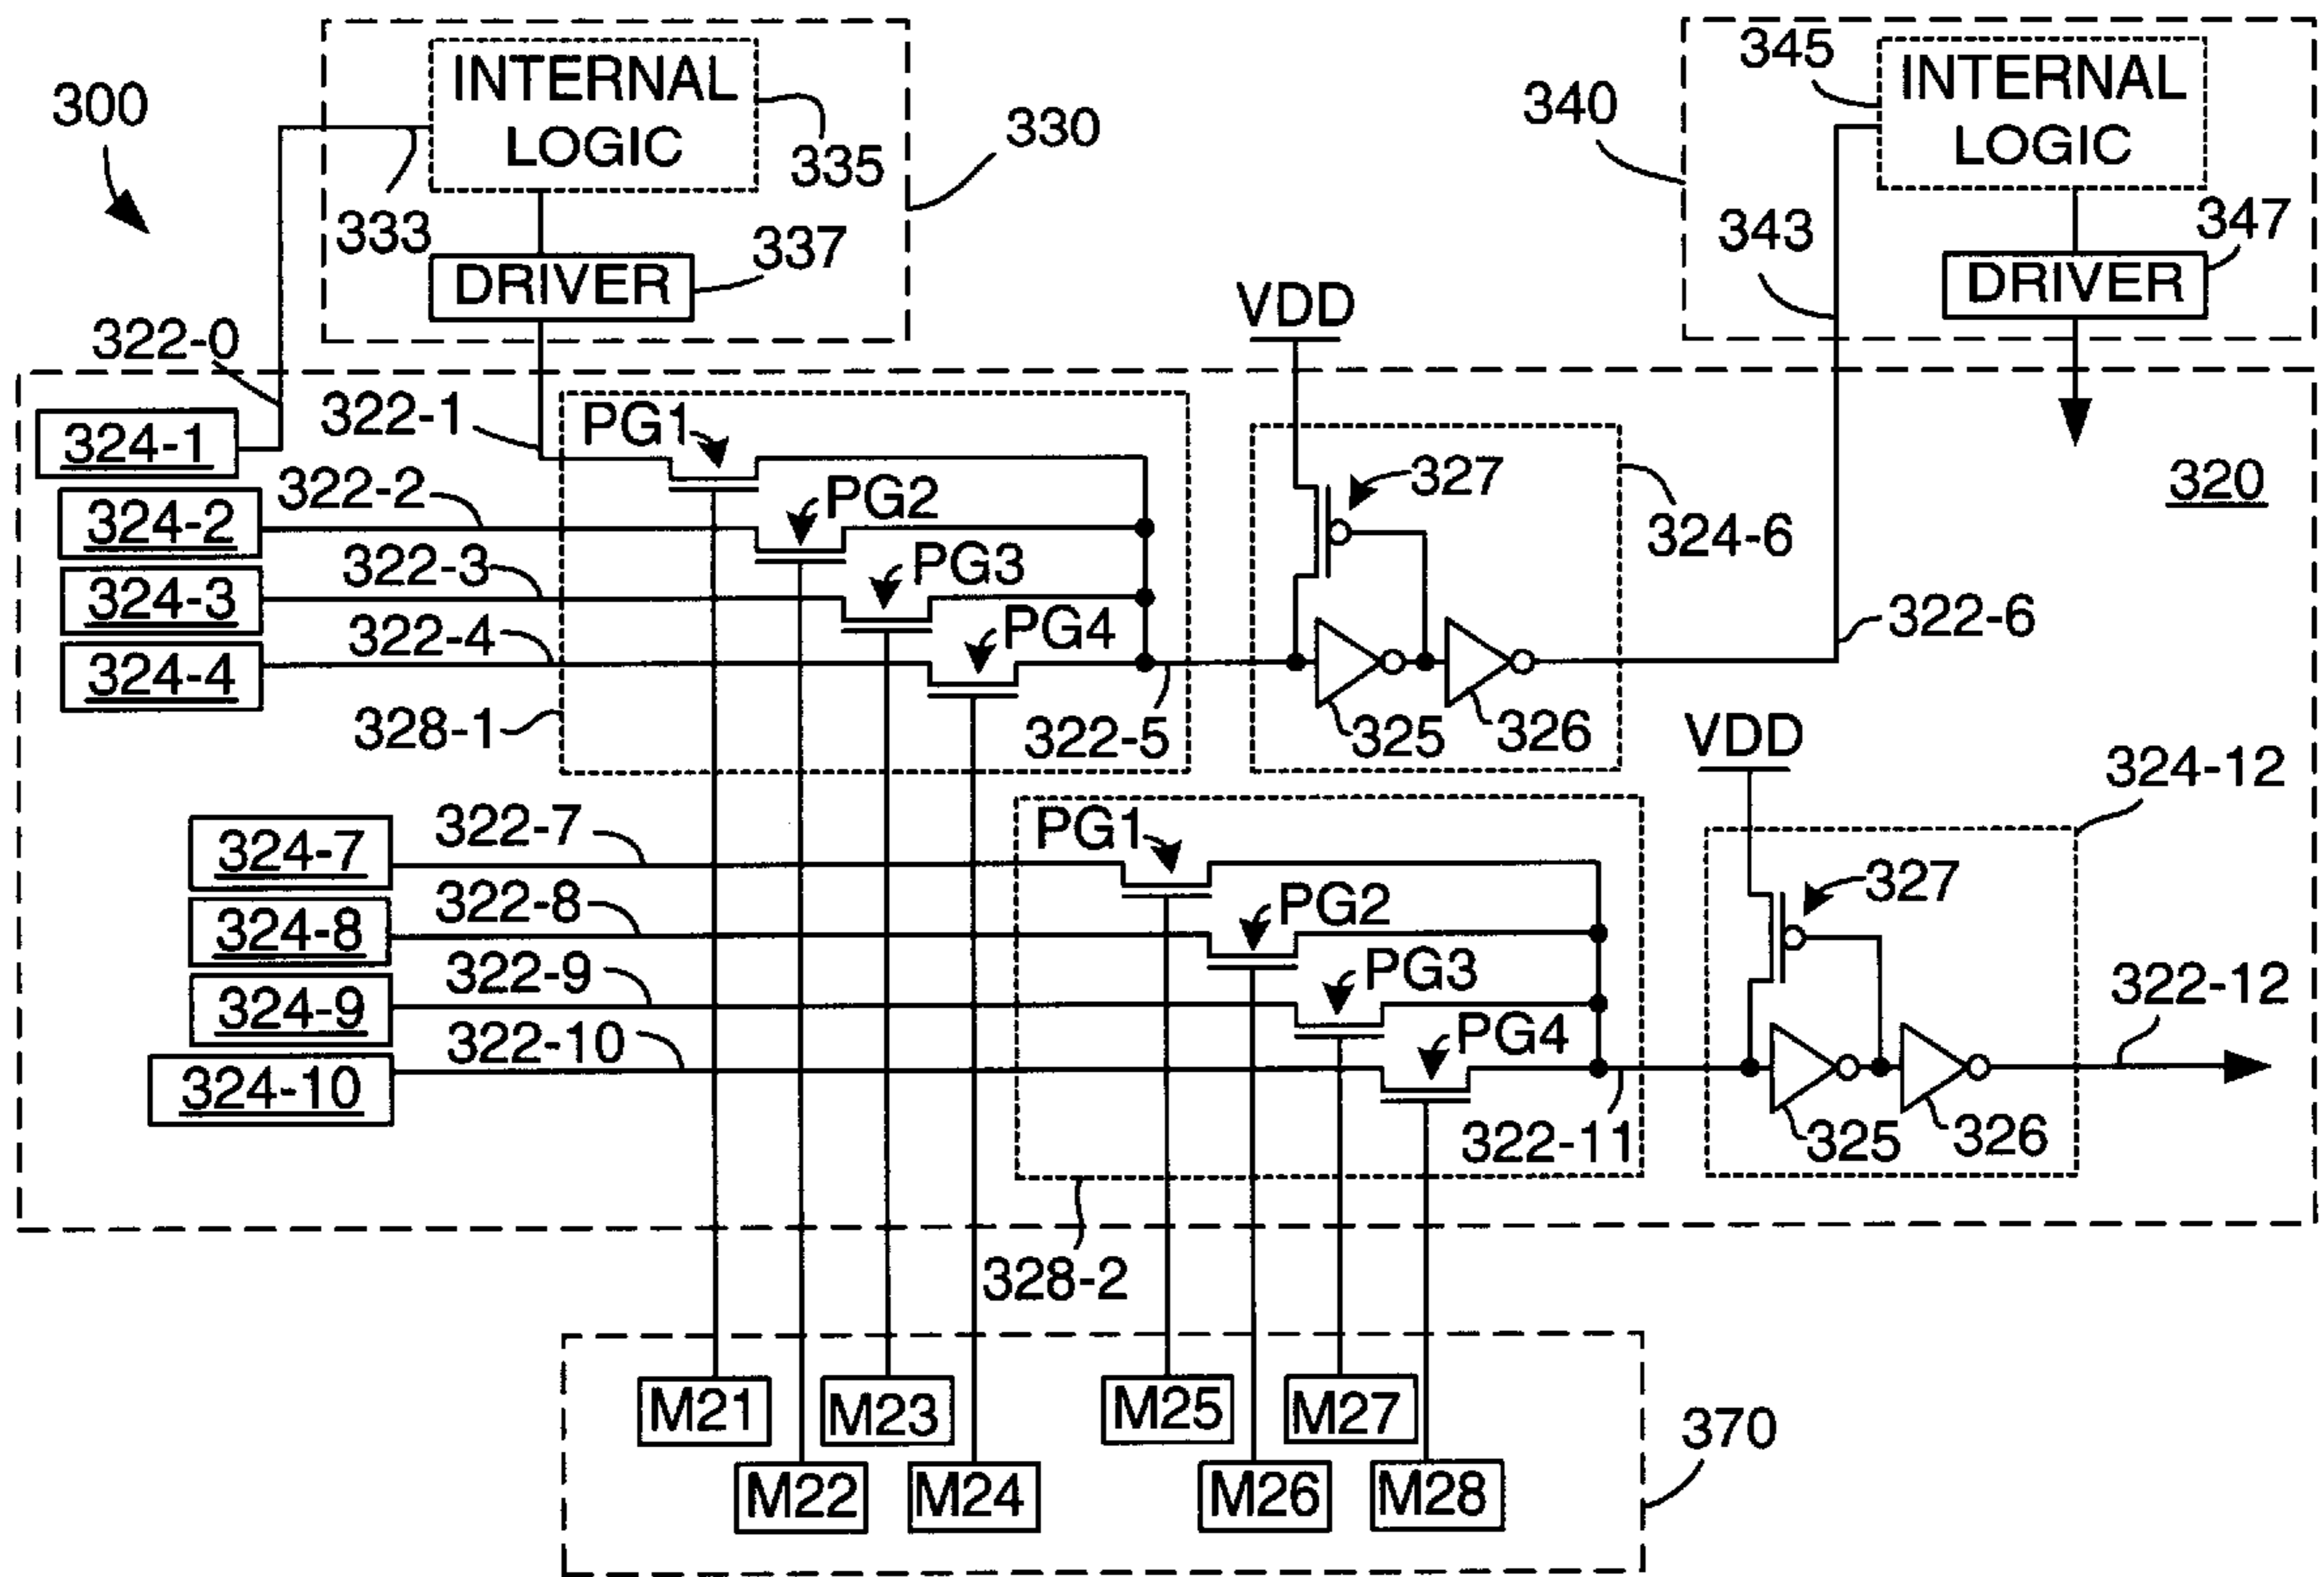 300
INTERNAL
LOGIC
335
330
333
DRIVER
337
340
345
INTERNAL
LOGIC
343
347
DRIVER
322-0
322-1
324-1
322-2
324-2
322-3
324-3
322-4
324-4
328-1
PG1
PG2
PG3
PG4
322-5
VDD
327
324-6
325
326
322-6
320
VDD
324-12
327
325
326
322-12
322-7
324-7
322-8
324-8
322-9
324-9
322-10
324-10
PG1
PG2
PG3
PG4
322-11
328-2
M21
M23
M25
M27
M22
M24
M26
M28
370